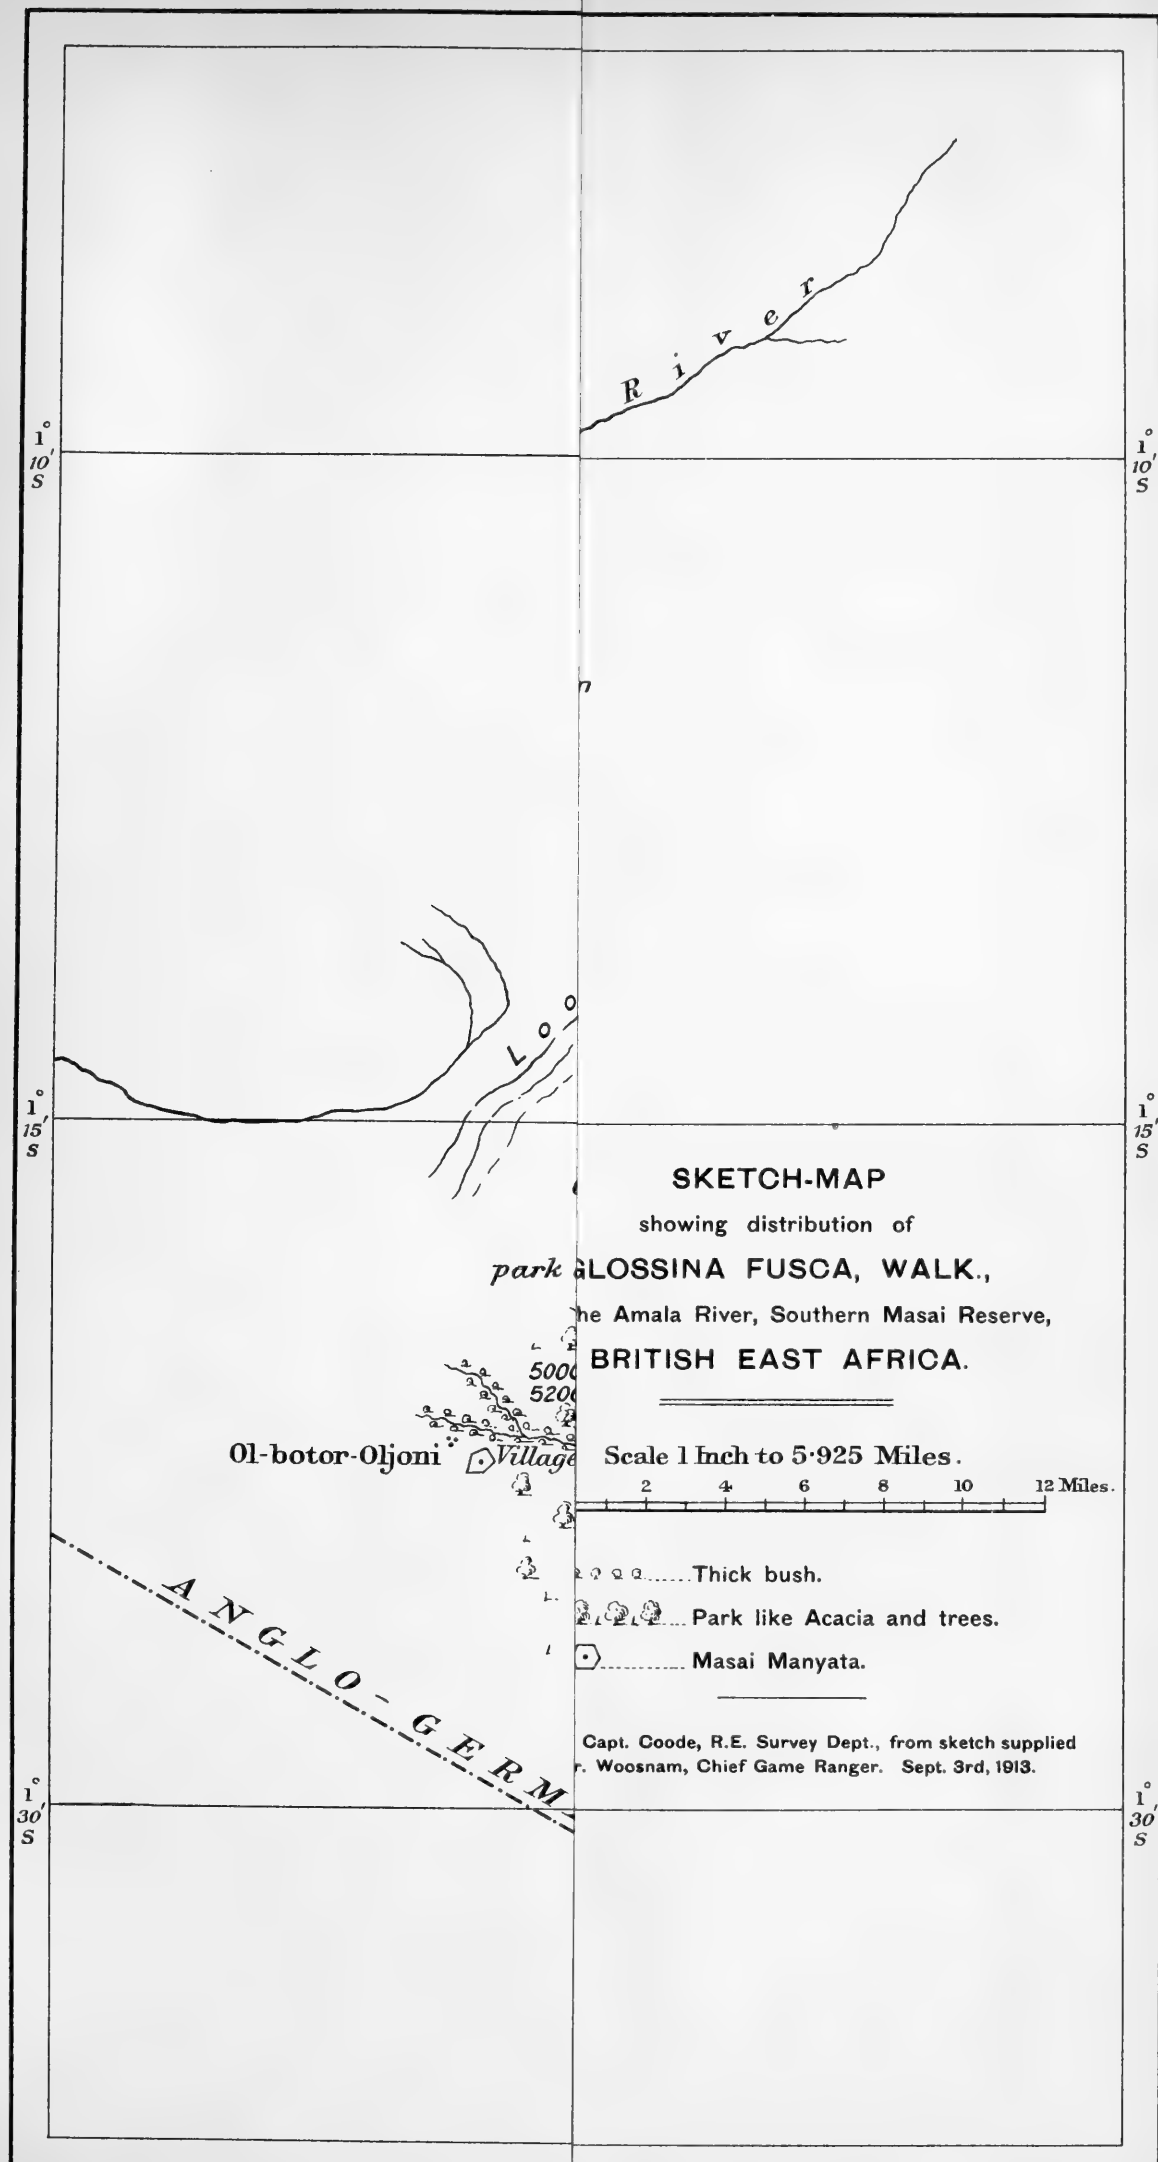 River
1°
10'
S
1°
10'
S
n
Loo
1°
15'
S
1°
15'
S
SKETCH-MAP
showing distribution of
park
GLOSSINA FUSCA, WALK.,
he Amala River, Southern Masai Reserve,
BRITISH EAST AFRICA.
500
520
Ol-botor-Oljoni
Village
Scale 1 Inch to 5·925 Miles.
2 4 6 8 10 12 Miles.
Thick bush.
Park like Acacia and trees.
Masai Manyata.
ANGLO-GERM
Capt. Coode, R.E. Survey Dept., from sketch supplied
r. Woosnam, Chief Game Ranger. Sept. 3rd, 1913.
1°
30'
S
1°
30'
S